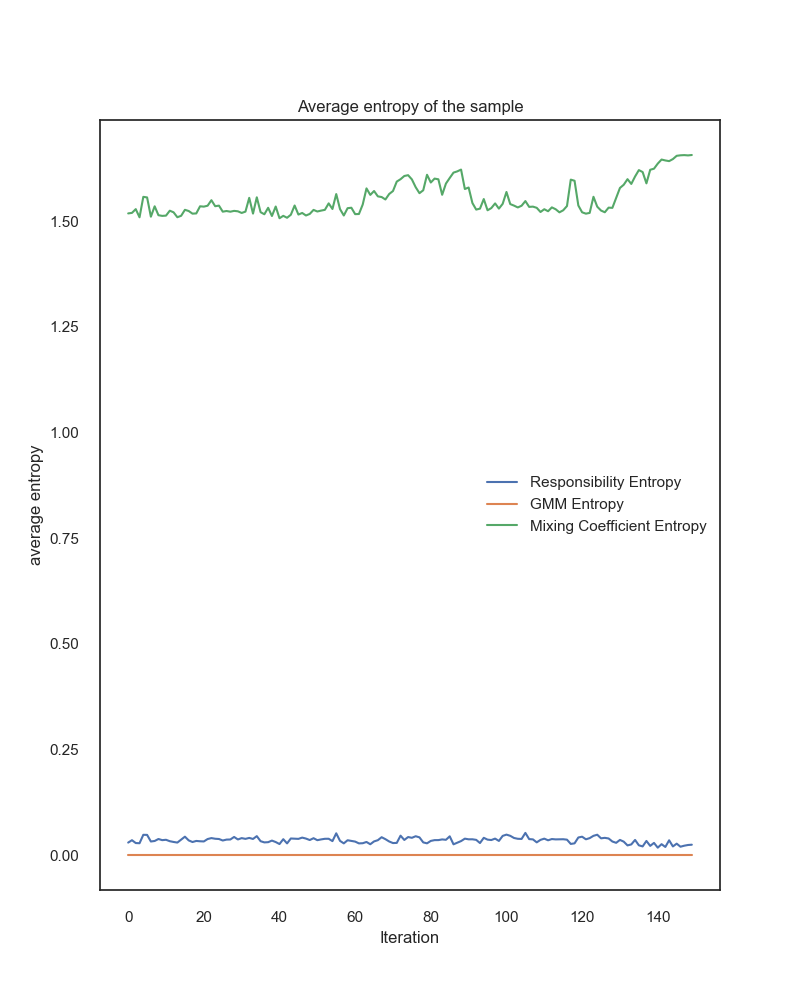 Average entropy of the sample
1.50
1.25
1.00
0.75
0.50
0.25
0.00
average entropy
Responsibility Entropy
GMM Entropy
Mixing Coefficient Entropy
0 20 40 60 80 100 120 140
Iteration